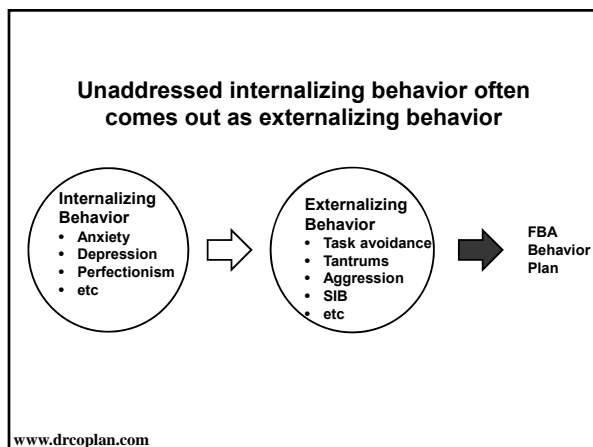 Unaddressed internalizing behavior often
comes out as externalizing behavior
Internalizing
Behavior
• Anxiety
• Depression
• Perfectionism
• etc
Externalizing
Behavior
• Task avoidance
• Tantrums
• Aggression
• SIB
• etc
FBA
Behavior
Plan
www.drcoplan.com